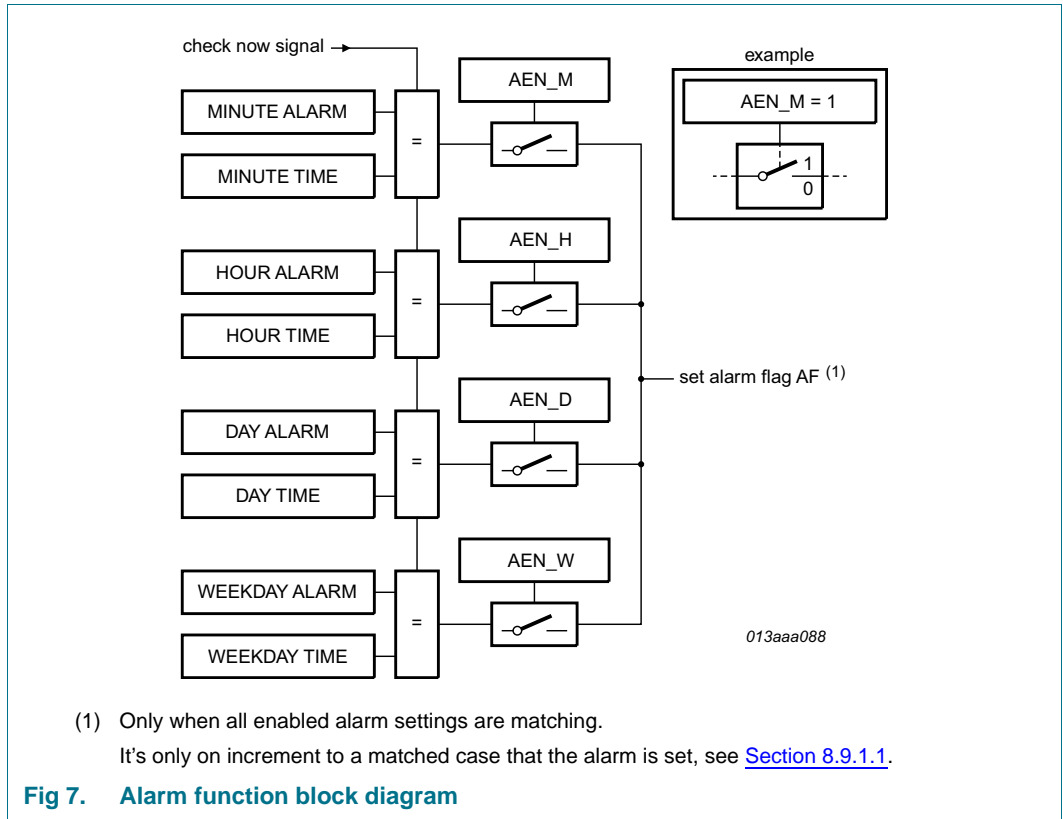 check now signal
example
AEN_M
AEN_M = 1
MINUTE ALARM
=
1
MINUTE TIME
0
AEN_H
HOUR ALARM
=
HOUR TIME
set alarm flag AF (1)
AEN_D
DAY ALARM
=
DAY TIME
AEN_W
WEEKDAY ALARM
=
013aaa088
WEEKDAY TIME
(1) Only when all enabled alarm settings are matching.
It's only on increment to a matched case that the alarm is set, see Section 8.9.1.1.
Fig 7. Alarm function block diagram